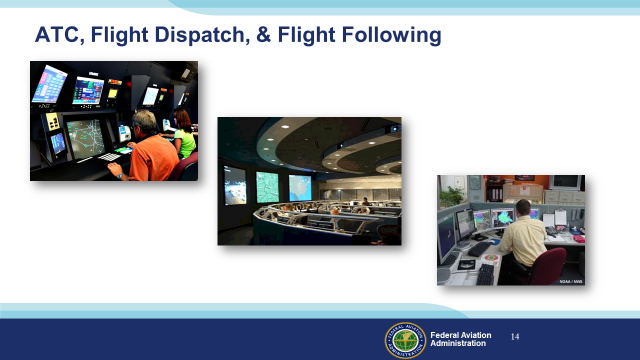 ATC, Flight Dispatch, & Flight Following
NOAA / NWS
Federal Aviation
Administration
14